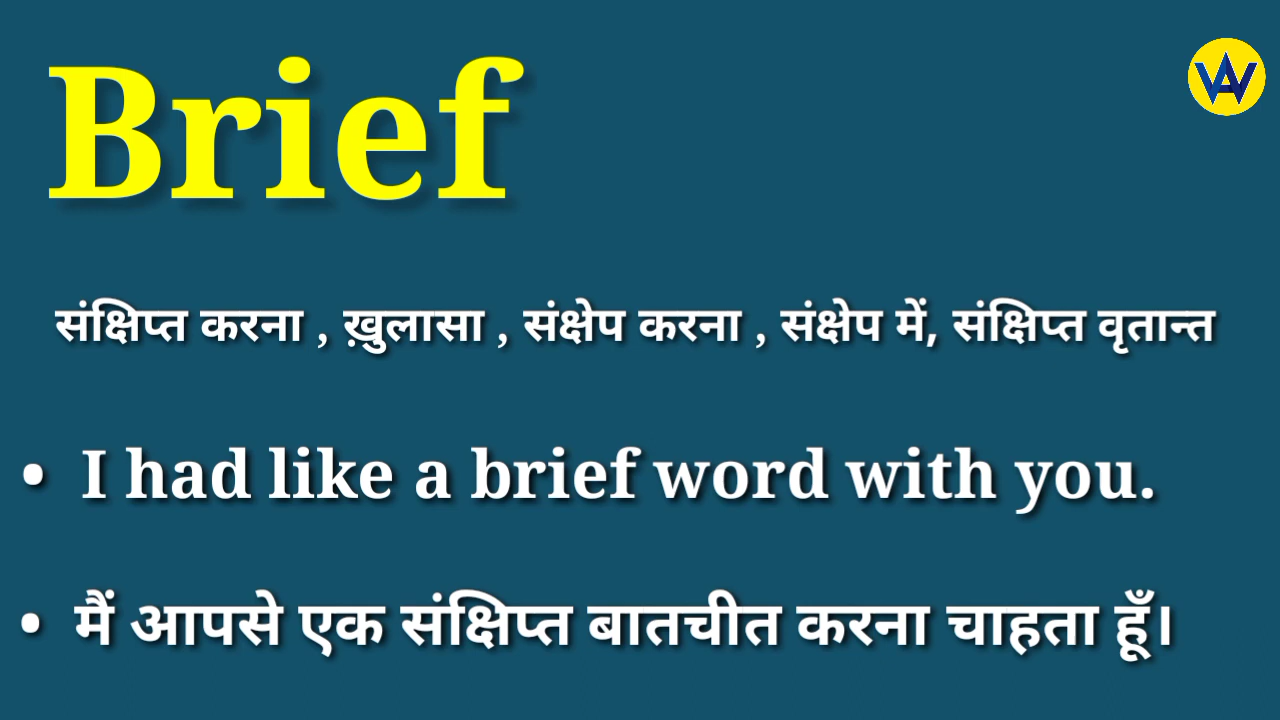 Brief
संक्षिप्त करना , ख़ुलासा , संक्षेप करना , संक्षेप में, संक्षिप्त वृतान्त
• I had like a brief word with you.
• मैं आपसे एक संक्षिप्त बातचीत करना चाहता हूँ।